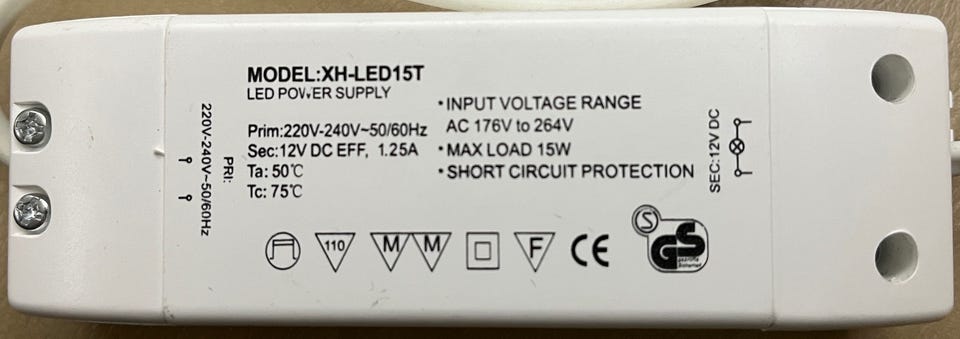 MODEL:XH-LED15T
LED POWER SUPPLY
Prim:220V-240V~50/60Hz
Sec:12V DC EFF, 1.25A
Ta: 50℃
Tc: 75℃
• INPUT VOLTAGE RANGE
AC 176V to 264V
• MAX LOAD 15W
• SHORT CIRCUIT PROTECTION
PRI:
220V-240V~50/60Hz
SEC:12V DC
110
M M
F
CE
S
GS
geprüfte
Sicherheit